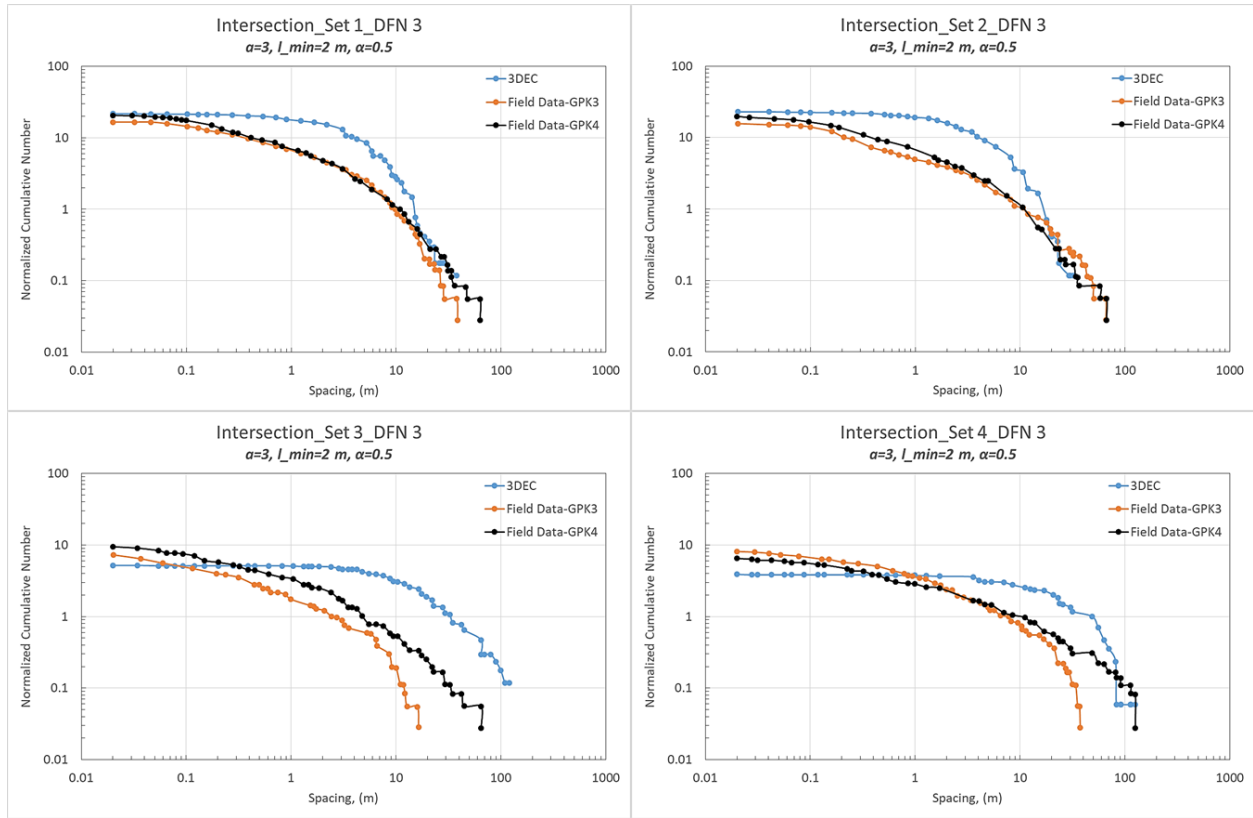 Intersection_Set 1_DFN 3
a=3, l_min=2 m, α=0.5
100
10
1
0.1
0.01
Normalized Cumulative Number
3DEC
Field Data-GPK3
Field Data-GPK4
0.01
0.1
1
10
100
1000
Spacing, (m)
Intersection_Set 2_DFN 3
a=3, l_min=2 m, α=0.5
100
10
1
0.1
0.01
Normalized Cumulative Number
3DEC
Field Data-GPK3
Field Data-GPK4
0.01
0.1
1
10
100
1000
Spacing, (m)
Intersection_Set 3_DFN 3
a=3, l_min=2 m, α=0.5
100
10
1
0.1
0.01
Normalized Cumulative Number
3DEC
Field Data-GPK3
Field Data-GPK4
0.01
0.1
1
10
100
1000
Spacing, (m)
Intersection_Set 4_DFN 3
a=3, l_min=2 m, α=0.5
100
10
1
0.1
0.01
Normalized Cumulative Number
3DEC
Field Data-GPK3
Field Data-GPK4
0.01
0.1
1
10
100
1000
Spacing, (m)